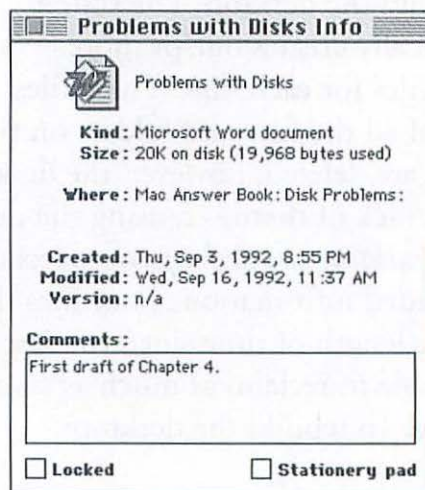 Problems with Disks Info
Problems with Disks
Kind: Microsoft Word document
Size: 20K on disk (19,968 bytes used)
Where: Mac Answer Book: Disk Problems:
Created: Thu, Sep 3, 1992, 8:55 PM
Modified: Wed, Sep 16, 1992, 11:37 AM
Version: n/a
Comments:
First draft of Chapter 4.
Locked
Stationery pad